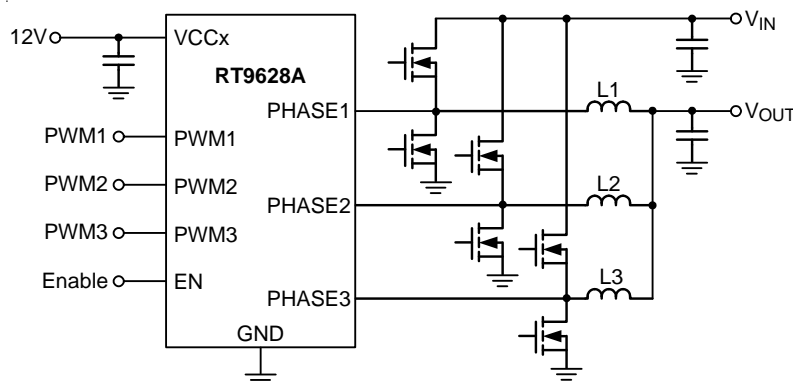 12V
VCCx
RT9628A
PHASE1
L1
VIN
VOUT
PWM1
PWM1
PWM2
PWM2
PHASE2
L2
PWM3
PWM3
Enable
EN
PHASE3
L3
GND